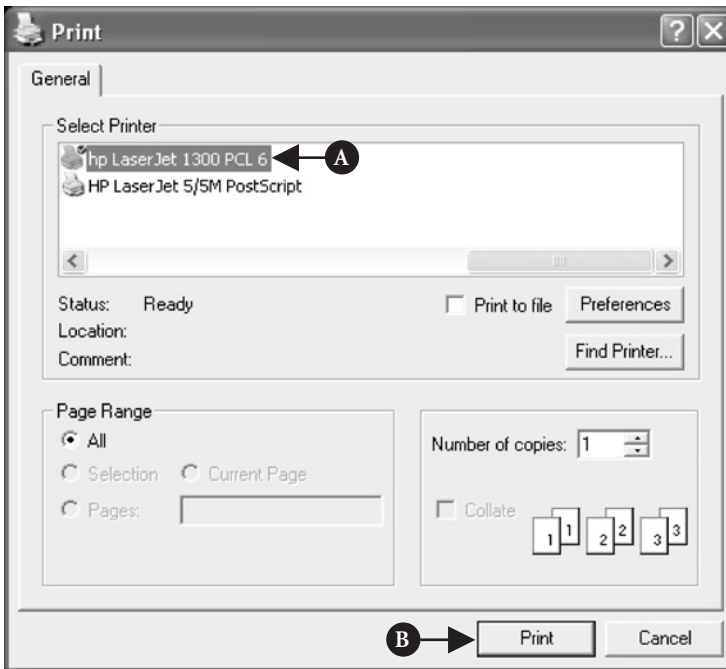 Print
General
Select Printer
hp LaserJet 1300 PCL 6 A
HP LaserJet 5/5M PostScript
Status: Ready Print to file Preferences
Location:
Comment: Find Printer...
Page Range
All
Selection Current Page
Pages:
Number of copies: 1
Collate
1 1 2 2 3 3
B Print Cancel